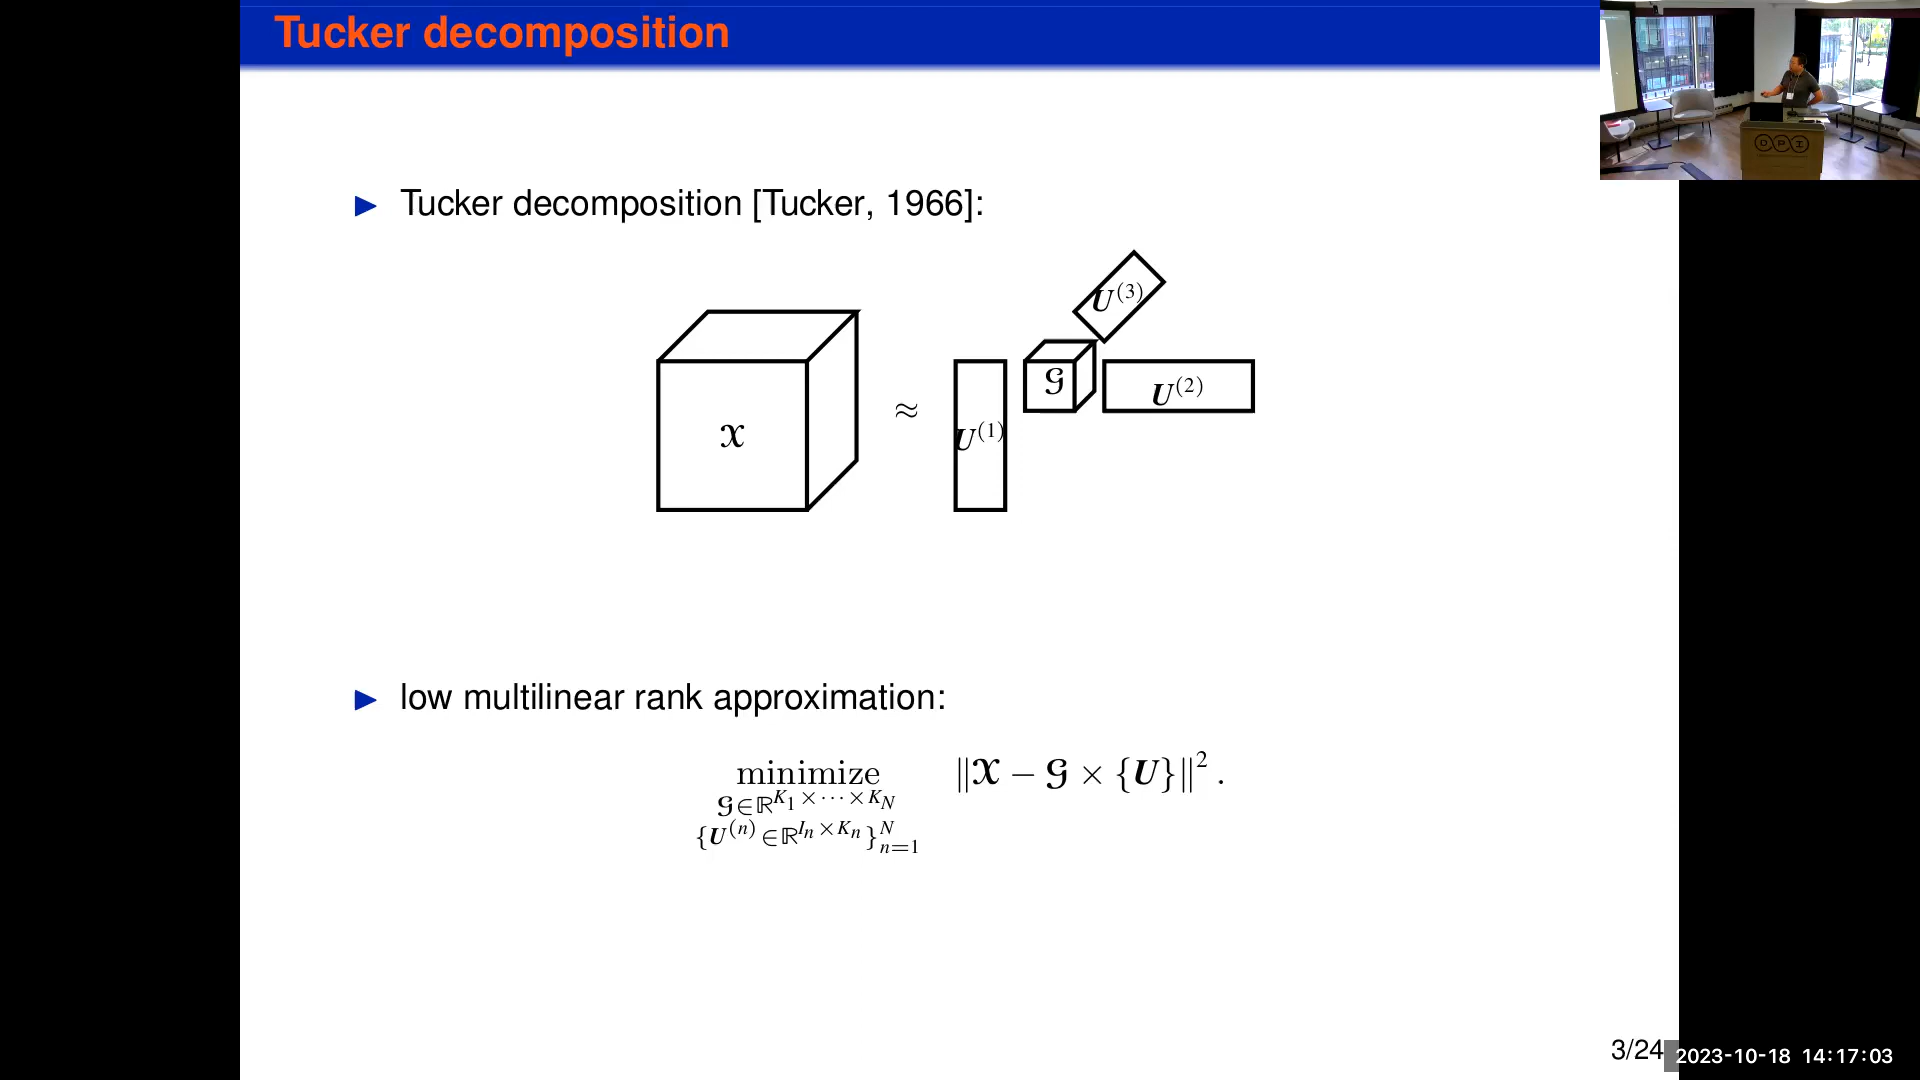 Tucker decomposition
▶ Tucker decomposition [Tucker, 1966]:
𝒳 ≈ U^(1) 𝒢 U^(2) U^(3)
▶ low multilinear rank approximation:
minimize ‖𝒳 − 𝒢 × {U}‖² .
𝒢∈ℝ^{K_1×⋯×K_N}
{U^(n)∈ℝ^{I_n×K_n}}_{n=1}^N
3/24
2023-10-18 14:17:03
OPI